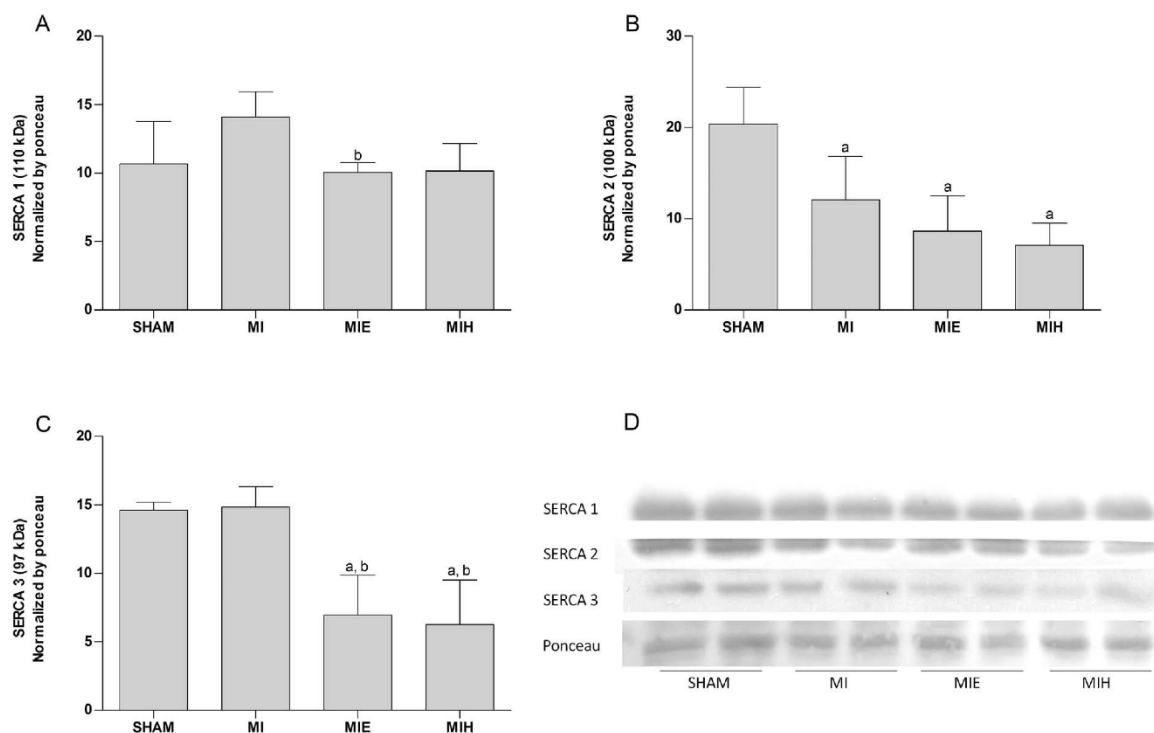 A
SERCA 1 (110 kDa)
Normalized by ponceau
20
15
10
5
0
b
SHAM MI MIE MIH
B
SERCA 2 (100 kDa)
Normalized by ponceau
30
20
10
0
a
a
a
SHAM MI MIE MIH
C
SERCA 3 (97 kDa)
Normalized by ponceau
20
15
10
5
0
a, b
a, b
SHAM MI MIE MIH
D
SERCA 1
SERCA 2
SERCA 3
Ponceau
SHAM MI MIE MIH